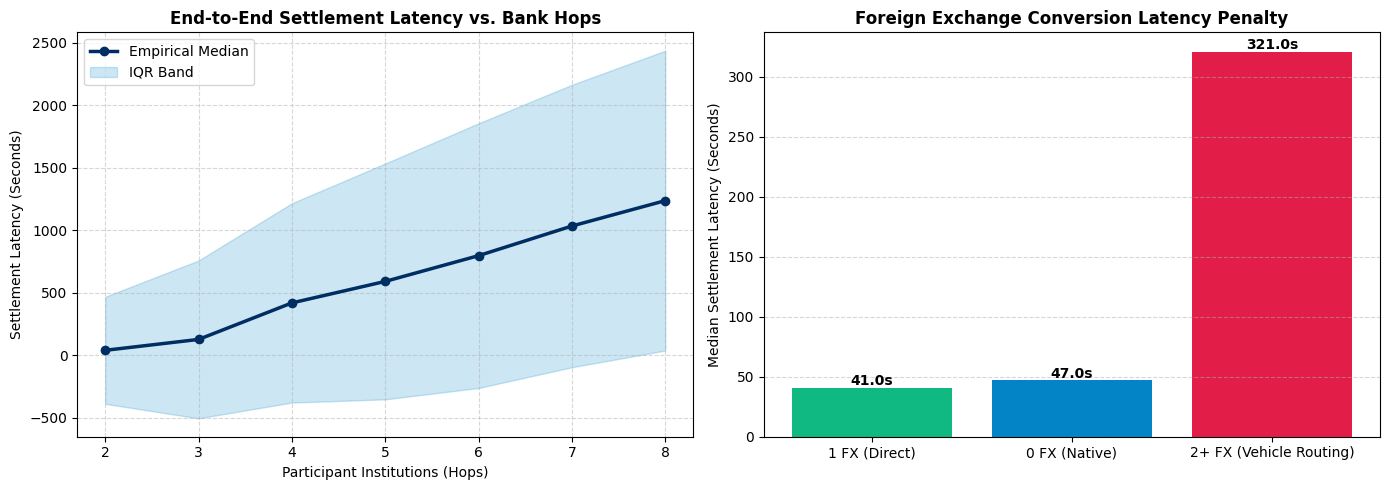 End-to-End Settlement Latency vs. Bank Hops
Settlement Latency (Seconds)
2500
2000
1500
1000
500
0
−500
Empirical Median
IQR Band
2 3 4 5 6 7 8
Participant Institutions (Hops)
Foreign Exchange Conversion Latency Penalty
Median Settlement Latency (Seconds)
300
250
200
150
100
50
0
41.0s
47.0s
321.0s
1 FX (Direct)
0 FX (Native)
2+ FX (Vehicle Routing)